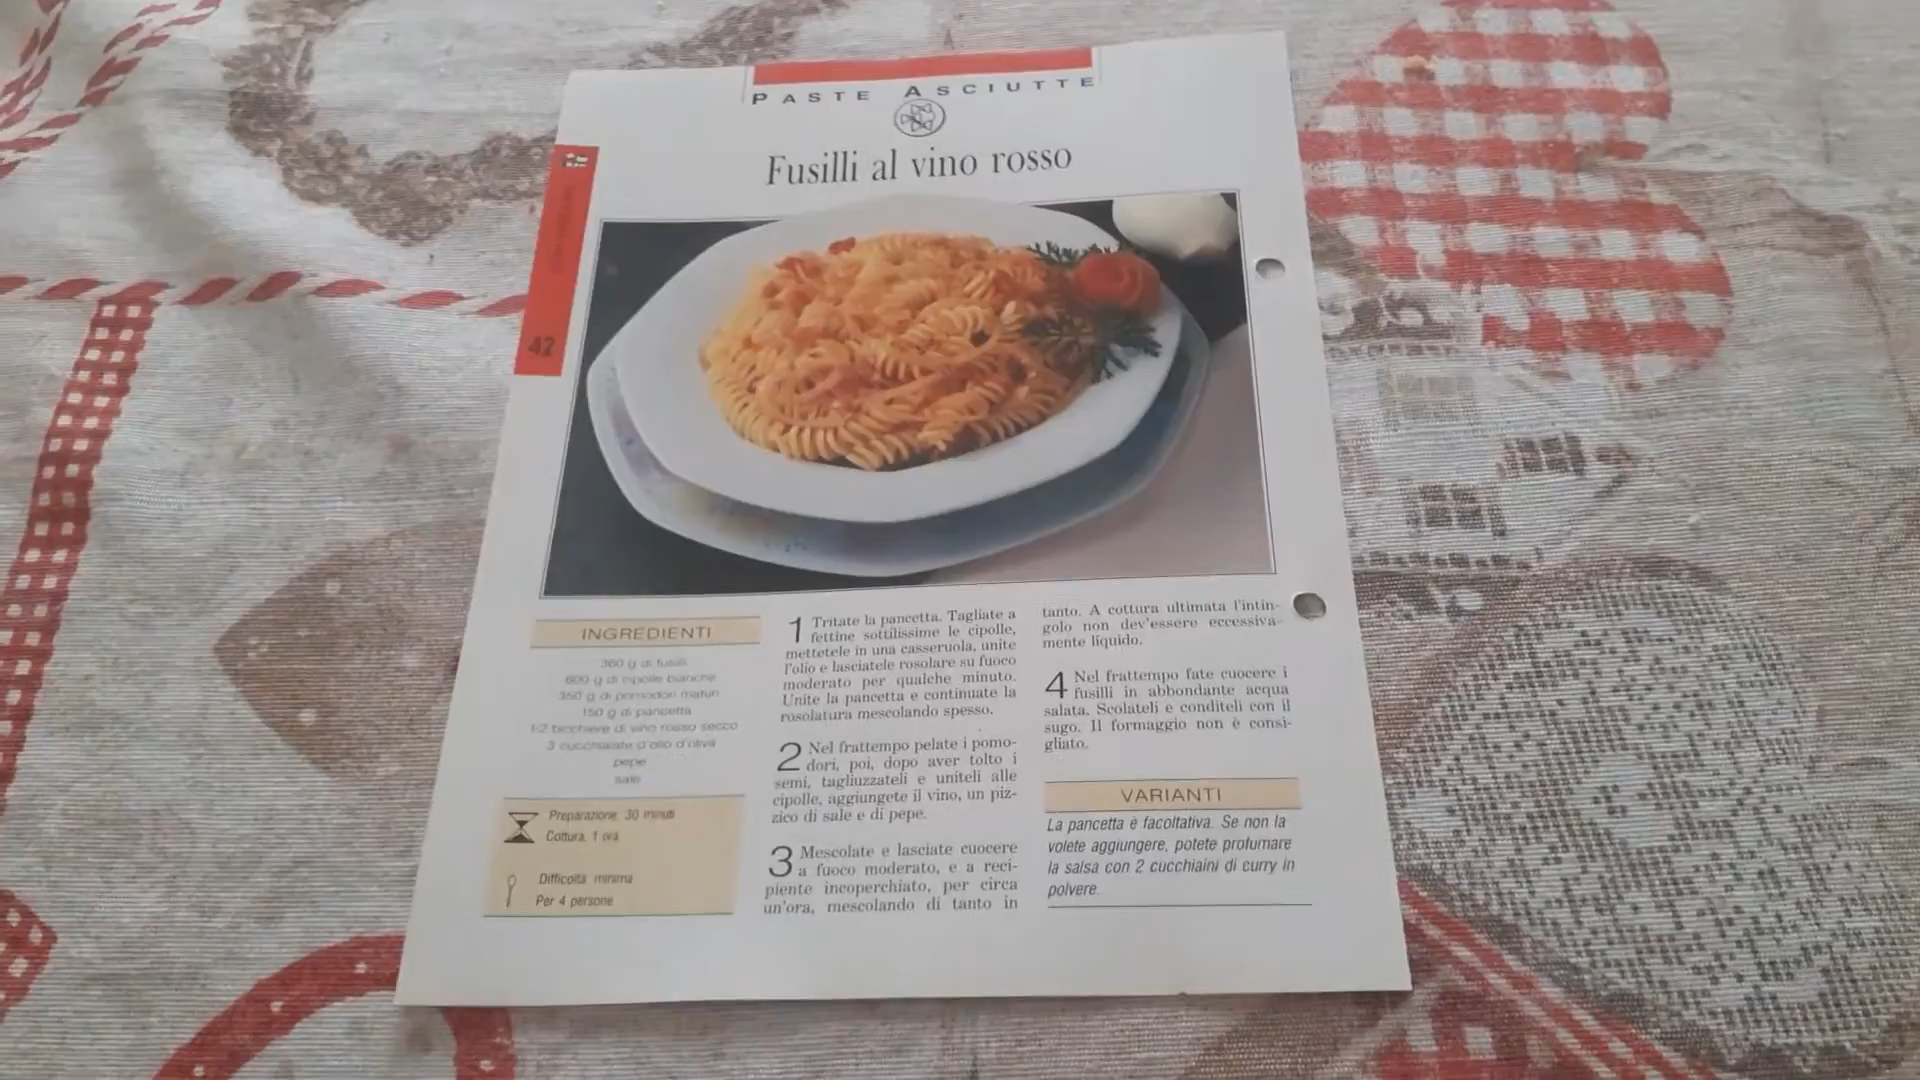 PASTE ASCIUTTE
Fusilli al vino rosso
42
INGREDIENTI
360 g di fusilli
600 g di cipolle bianche
350 g di pomodori maturi
150 g di pancetta
1/2 bicchiere di vino rosso secco
3 cucchiaiate d'olio d'oliva
pepe
sale
Preparazione: 30 minuti
Cottura: 1 ora
Difficoltà: minima
Per 4 persone
1 Tritate la pancetta. Tagliate a
fettine sottilissime le cipolle,
mettetele in una casseruola, unite
l'olio e lasciatele rosolare su fuoco
moderato per qualche minuto.
Unite la pancetta e continuate la
rosolatura mescolando spesso.
2 Nel frattempo pelate i pomo-
dori, poi, dopo aver tolto i
semi, tagliuzzateli e uniteli alle
cipolle, aggiungete il vino, un piz-
zico di sale e di pepe.
3 Mescolate e lasciate cuocere
a fuoco moderato, e a reci-
piente incoperchiato, per circa
un'ora, mescolando di tanto in
tanto. A cottura ultimata l'intin-
golo non dev'essere eccessiva-
mente liquido.
4 Nel frattempo fate cuocere i
fusilli in abbondante acqua
salata. Scolateli e conditeli con il
sugo. Il formaggio non è consi-
gliato.
VARIANTI
La pancetta è facoltativa. Se non la
volete aggiungere, potete profumare
la salsa con 2 cucchiaini di curry in
polvere.